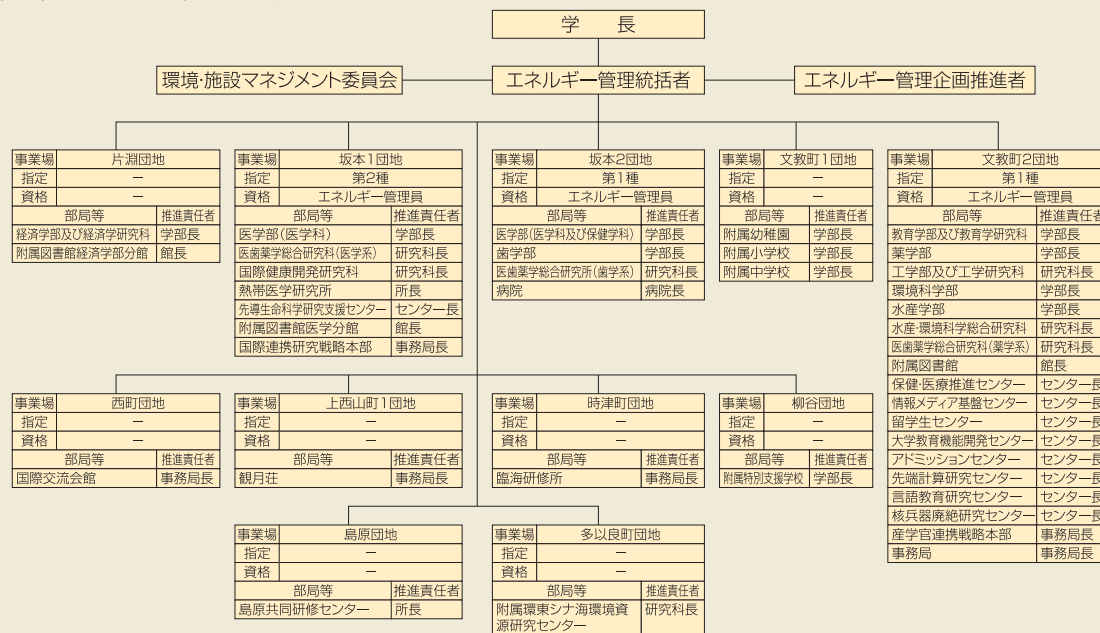 学　長
環境・施設マネジメント委員会
エネルギー管理統括者
エネルギー管理企画推進者
事業場 片淵団地
指定 －
資格 －
部局等 推進責任者
経済学部及び経済学研究科 学部長
附属図書館経済学部分館 館長
事業場 坂本1団地
指定 第2種
資格 エネルギー管理員
部局等 推進責任者
医学部(医学科) 学部長
医歯薬学総合研究科(医学系) 研究科長
国際健康開発研究科 研究科長
熱帯医学研究所 所長
先導生命科学研究支援センター センター長
附属図書館医学分館 館長
国際連携研究戦略本部 事務局長
事業場 坂本2団地
指定 第1種
資格 エネルギー管理員
部局等 推進責任者
医学部(医学科及び保健学科) 学部長
歯学部 学部長
医歯薬学総合研究所(歯学系) 研究科長
病院 病院長
事業場 文教町1団地
指定 －
資格 －
部局等 推進責任者
附属幼稚園 学部長
附属小学校 学部長
附属中学校 学部長
事業場 文教町2団地
指定 第1種
資格 エネルギー管理員
部局等 推進責任者
教育学部及び教育学研究科 学部長
薬学部 学部長
工学部及び工学研究科 研究科長
環境科学部 学部長
水産学部 学部長
水産・環境科学総合研究科 研究科長
医歯薬学総合研究科(薬学系) 研究科長
附属図書館 館長
保健・医療推進センター センター長
情報メディア基盤センター センター長
留学生センター センター長
大学教育機能開発センター センター長
アドミッションセンター センター長
先端計算研究センター センター長
言語教育研究センター センター長
核兵器廃絶研究センター センター長
産学官連携戦略本部 事務局長
事務局 事務局長
事業場 西町団地
指定 －
資格 －
部局等 推進責任者
国際交流会館 事務局長
事業場 上西山町1団地
指定 －
資格 －
部局等 推進責任者
観月荘 事務局長
事業場 時津町団地
指定 －
資格 －
部局等 推進責任者
臨海研修所 事務局長
事業場 柳谷団地
指定 －
資格 －
部局等 推進責任者
附属特別支援学校 学部長
事業場 島原団地
指定 －
資格 －
部局等 推進責任者
島原共同研修センター 所長
事業場 多以良町団地
指定 －
資格 －
部局等 推進責任者
附属環東シナ海環境資 研究科長
源研究センター